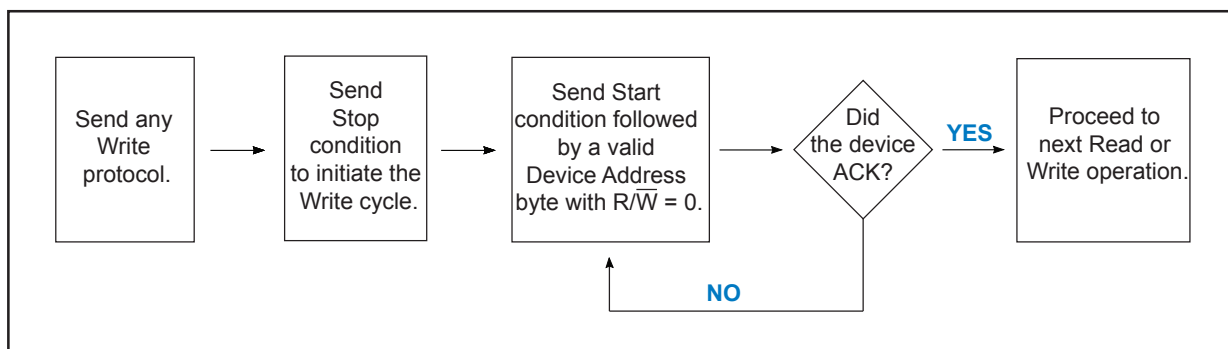 Send any
Write
protocol.
Send
Stop
condition
to initiate the
Write cycle.
Send Start
condition followed
by a valid
Device Address
byte with R/W̅ = 0.
Did
the device
ACK?
YES
Proceed to
next Read or
Write operation.
NO